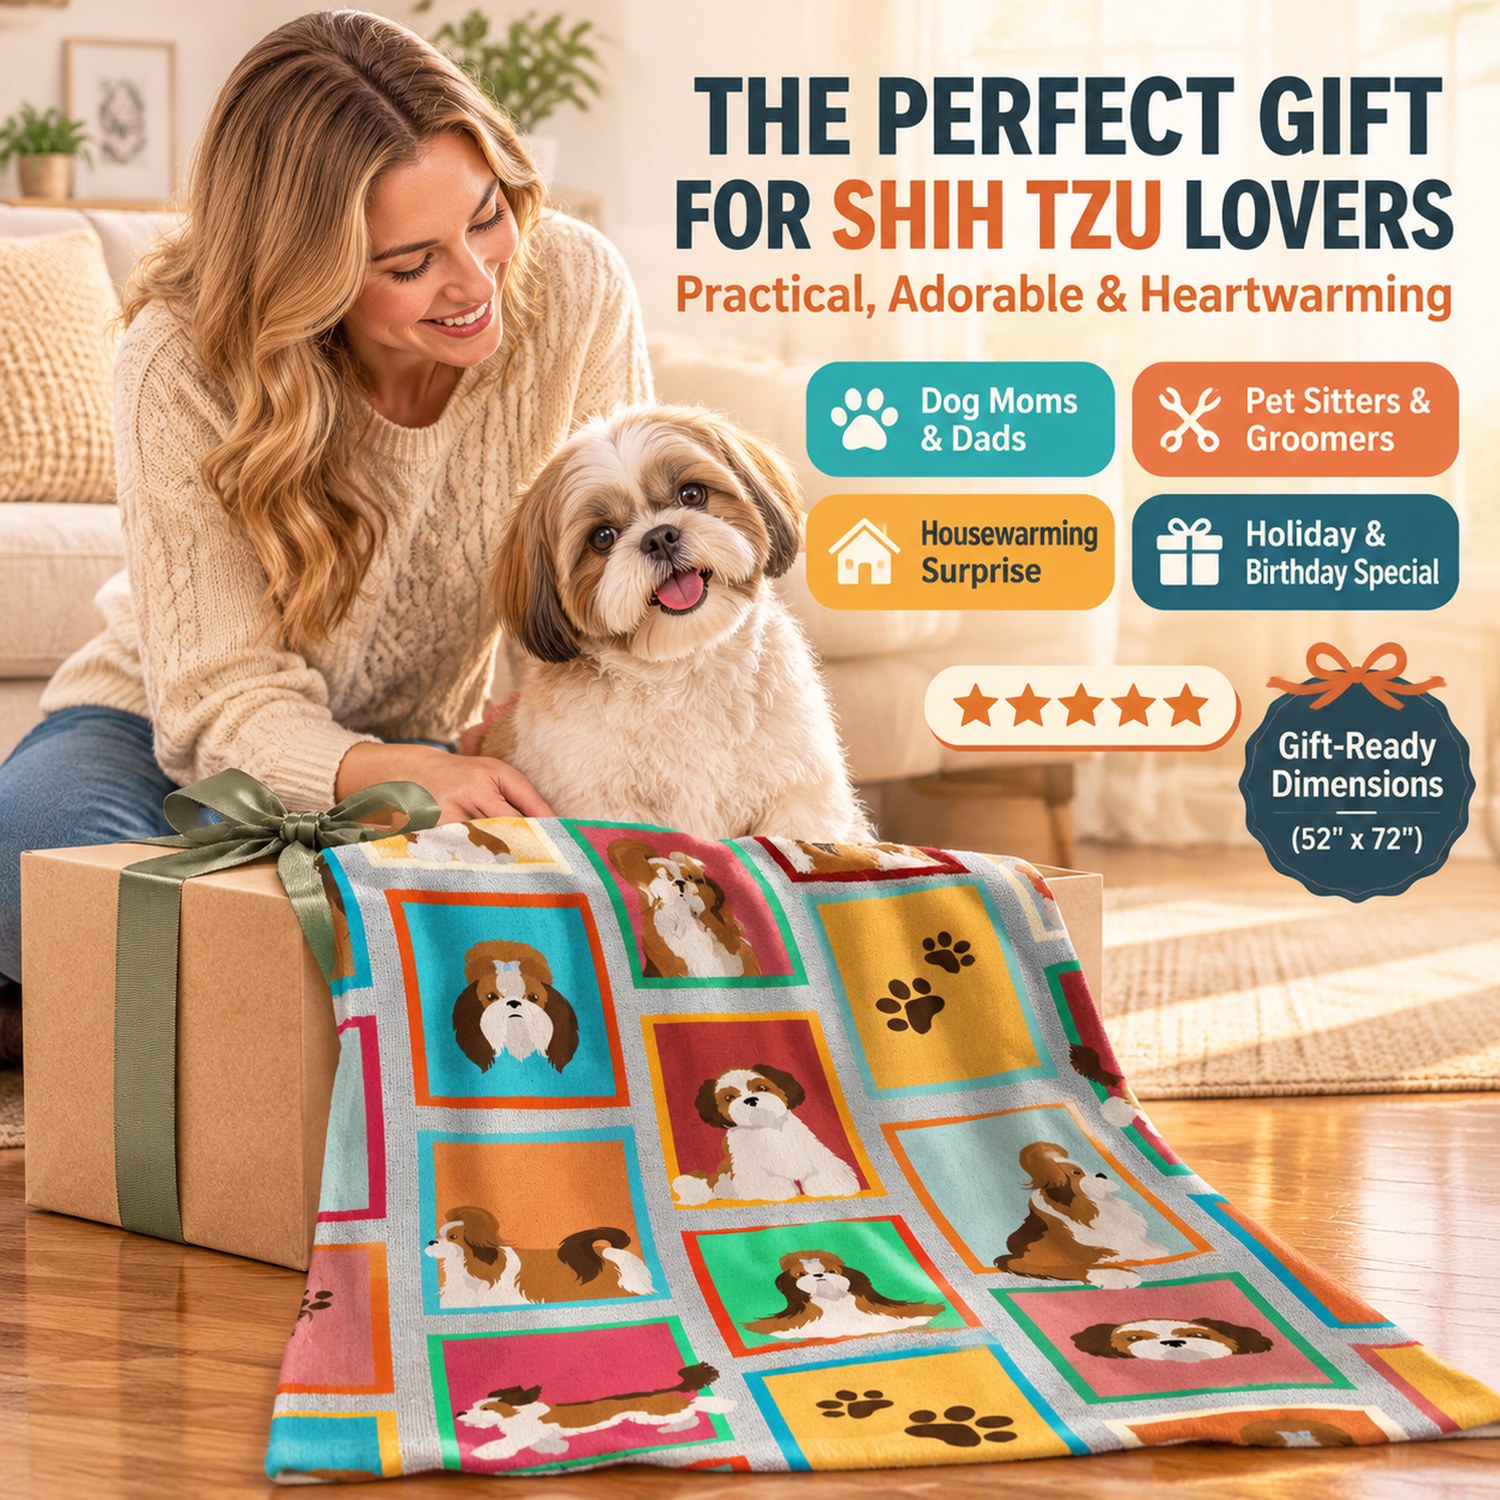 THE PERFECT GIFT
FOR SHIH TZU LOVERS
Practical, Adorable & Heartwarming
Dog Moms
& Dads
Pet Sitters &
Groomers
Housewarming
Surprise
Holiday &
Birthday Special
Gift-Ready
Dimensions
(52" x 72")